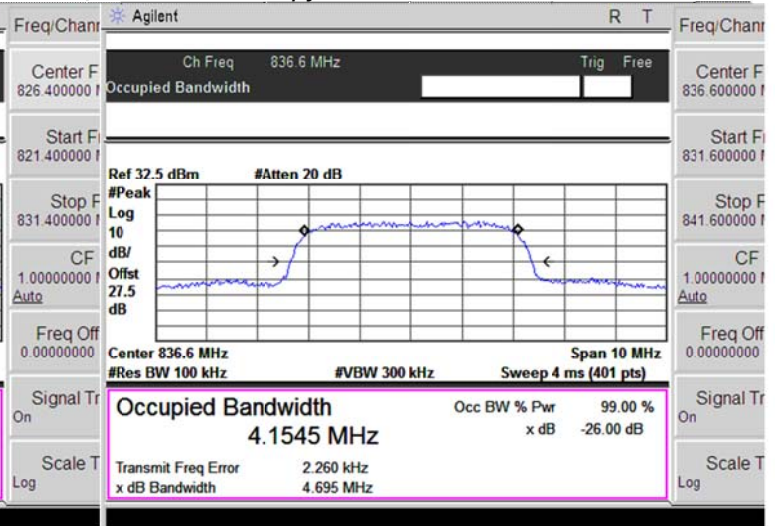 Freq/Chann
Center F
826.400000 M
Start Fr
821.400000 M
Stop F
831.400000 M
CF
1.00000000 M
Auto
Freq Off
0.00000000
Signal Tr
On
Scale T
Log
Agilent
R T
Ch Freq 836.6 MHz Trig Free
Occupied Bandwidth
Ref 32.5 dBm #Atten 20 dB
#Peak
Log
10
dB/
Offst
27.5
dB
Center 836.6 MHz Span 10 MHz
#Res BW 100 kHz #VBW 300 kHz Sweep 4 ms (401 pts)
Occupied Bandwidth
4.1545 MHz
Occ BW % Pwr 99.00 %
x dB -26.00 dB
Transmit Freq Error 2.260 kHz
x dB Bandwidth 4.695 MHz
Freq/Chann
Center F
836.600000 M
Start Fr
831.600000 M
Stop F
841.600000 M
CF
1.00000000 M
Auto
Freq Off
0.00000000
Signal Tr
On
Scale T
Log